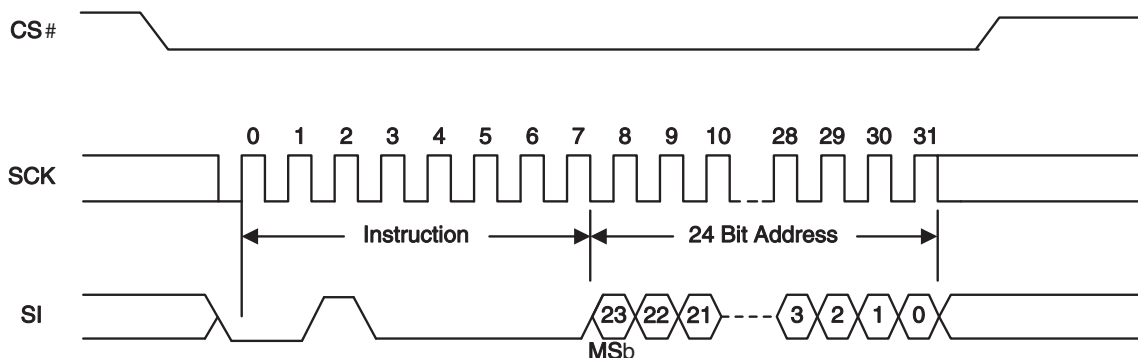 CS#
0 1 2 3 4 5 6 7 8 9 10 28 29 30 31
SCK
Instruction 24 Bit Address
SI
23 22 21 3 2 1 0
MSb